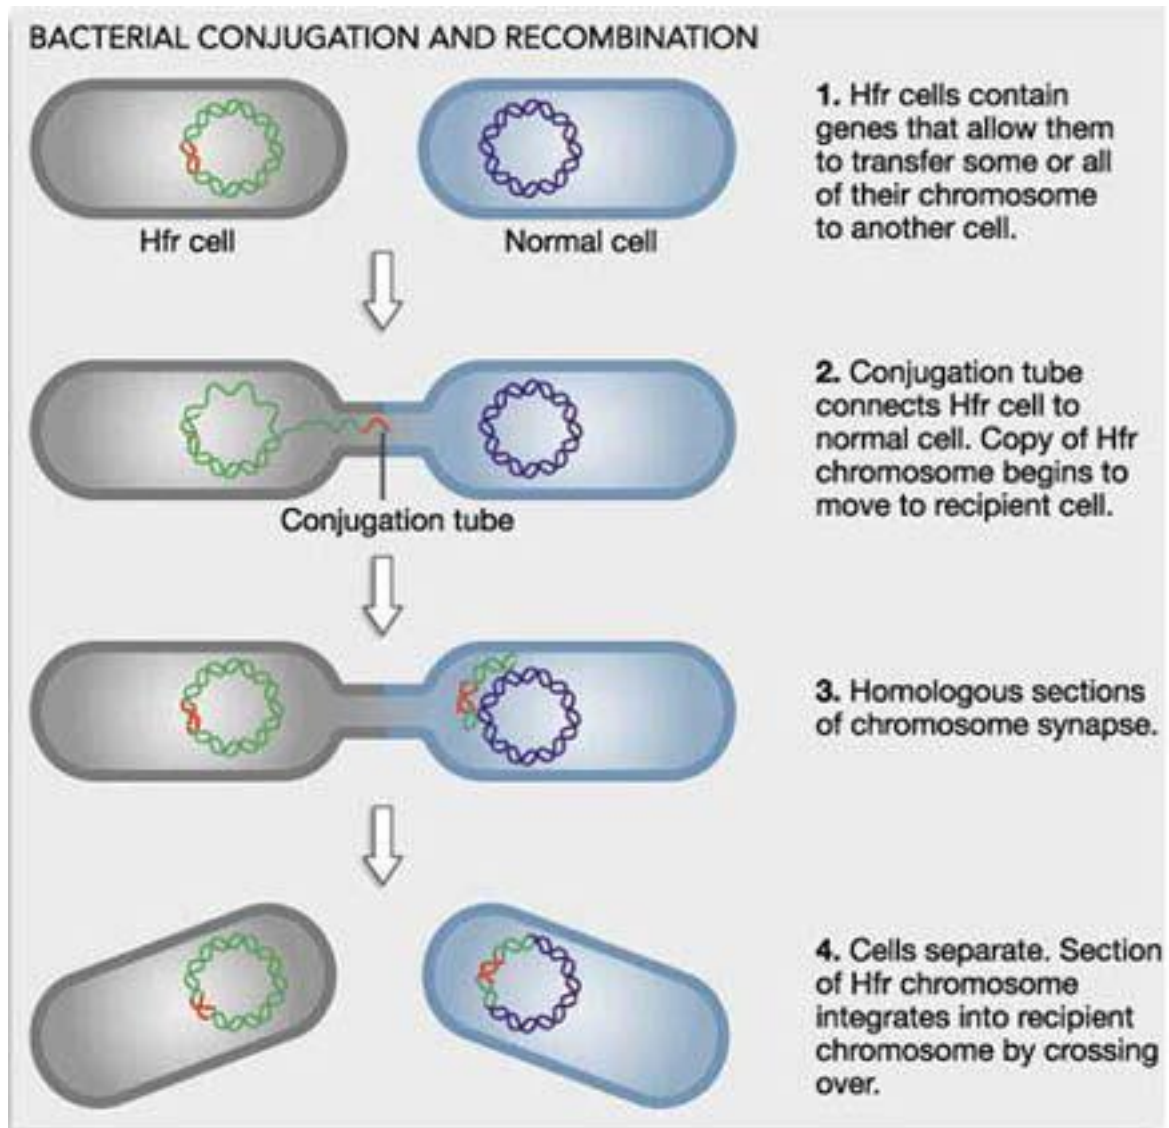 BACTERIAL CONJUGATION AND RECOMBINATION
1. Hfr cells contain
genes that allow them
to transfer some or all
of their chromosome
to another cell.
Hfr cell
Normal cell
2. Conjugation tube
connects Hfr cell to
normal cell. Copy of Hfr
chromosome begins to
move to recipient cell.
Conjugation tube
3. Homologous sections
of chromosome synapse.
4. Cells separate. Section
of Hfr chromosome
integrates into recipient
chromosome by crossing
over.